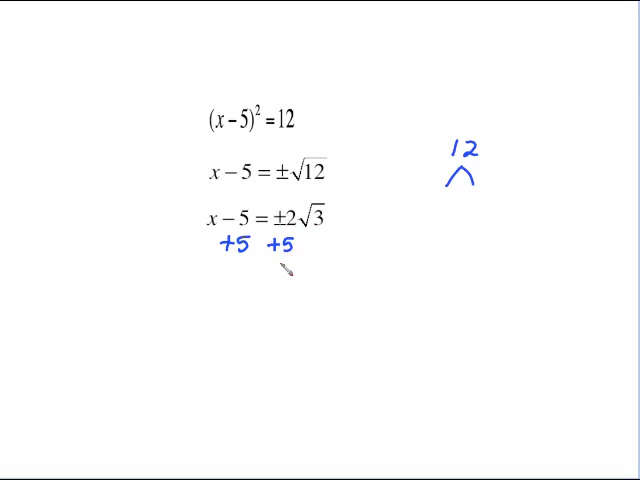 (x − 5)² = 12
12
x − 5 = ±√12
x − 5 = ±2√3
+5 +5